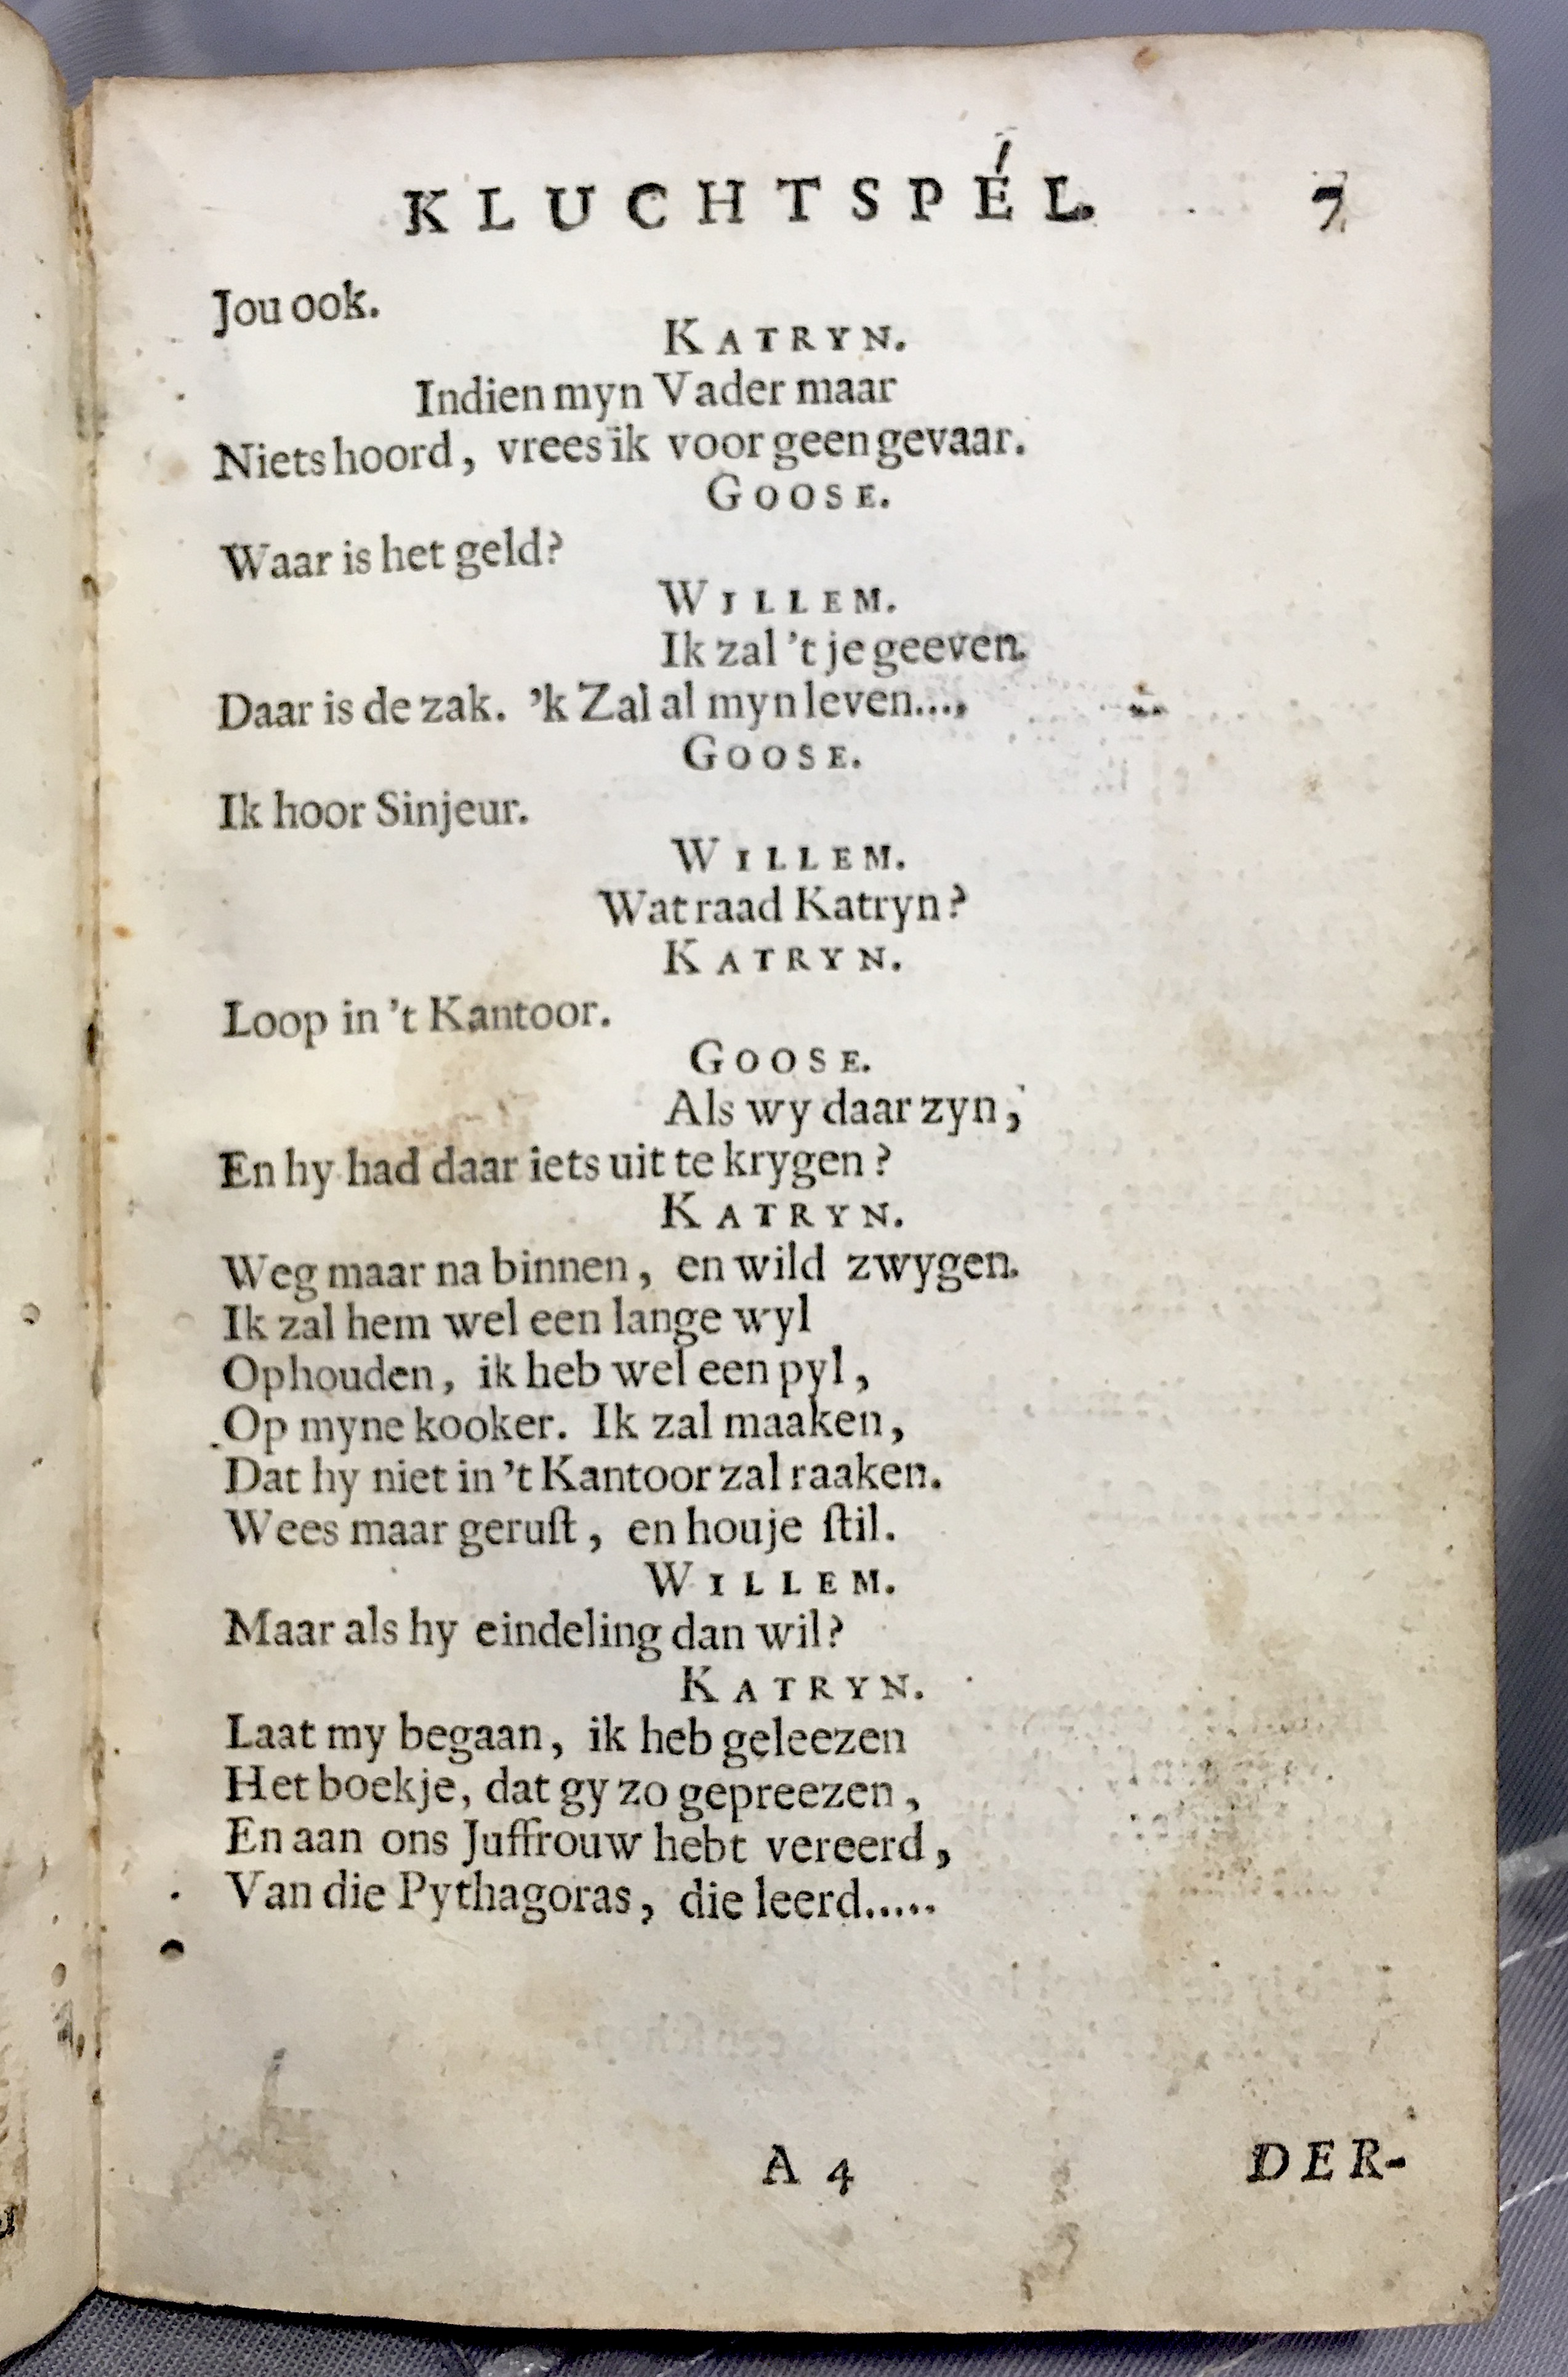 KLUCHTSPÉL. 7
Jou ook.
KATRYN.
Indien myn Vader maar
Niets hoord, vrees ik voor geen gevaar.
GOOSE.
Waar is het geld?
WJLLEM.
Ik zal 't je geeven.
Daar is de zak. 'k Zal al myn leven....
GOOSE.
Ik hoor Sinjeur.
WILLEM.
Wat raad Katryn?
KATRYN.
Loop in 't Kantoor.
GOOSE.
Als wy daar zyn,
En hy had daar iets uit te krygen?
KATRYN.
Weg maar na binnen, en wild zwygen.
Ik zal hem wel een lange wyl
Ophouden, ik heb wel een pyl,
Op myne kooker. Ik zal maaken,
Dat hy niet in 't Kantoor zal raaken.
Wees maar geruſt, en houje ſtil.
WILLEM.
Maar als hy eindeling dan wil?
KATRYN.
Laat my begaan, ik heb geleezen
Het boekje, dat gy zo gepreezen,
En aan ons Juffrouw hebt vereerd,
Van die Pythagoras, die leerd.....
A 4 DER-